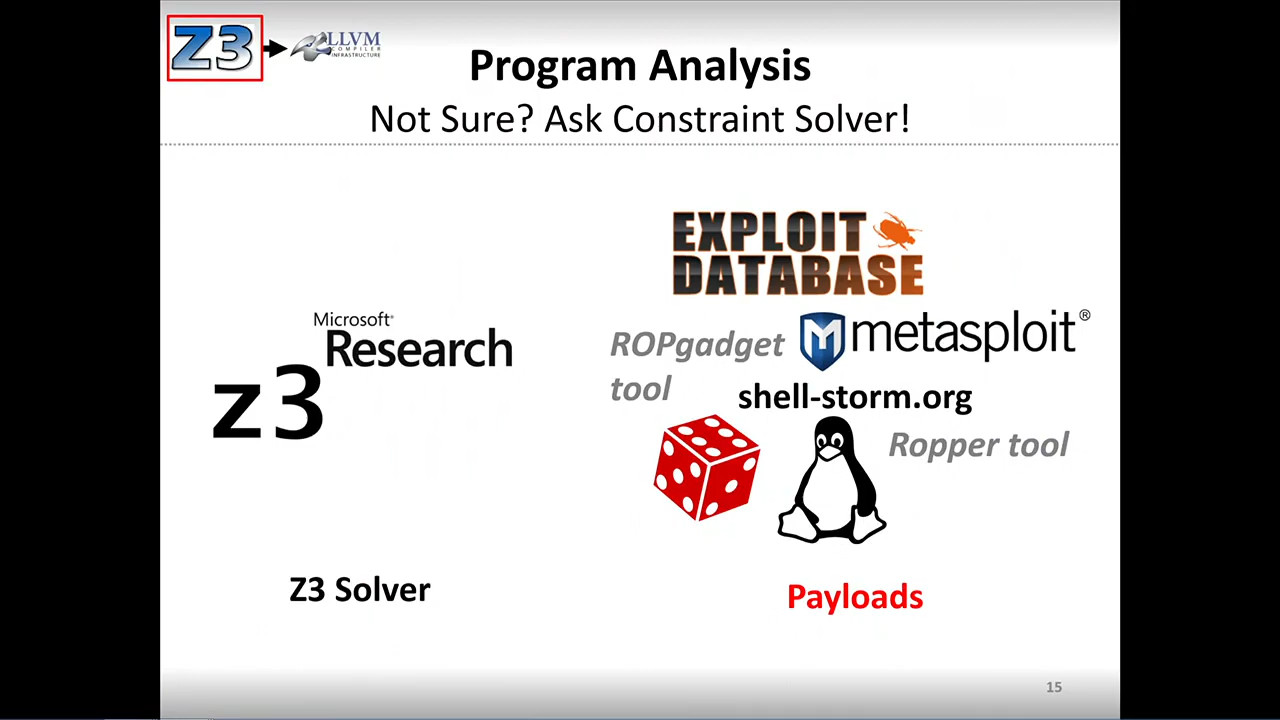 Z3
LLVM
COMPILER
INFRASTRUCTURE
Program Analysis
Not Sure? Ask Constraint Solver!
EXPLOIT
DATABASE
Microsoft®
Research
z3
ROPgadget
tool
metasploit®
shell-storm.org
Ropper tool
Z3 Solver
Payloads
15